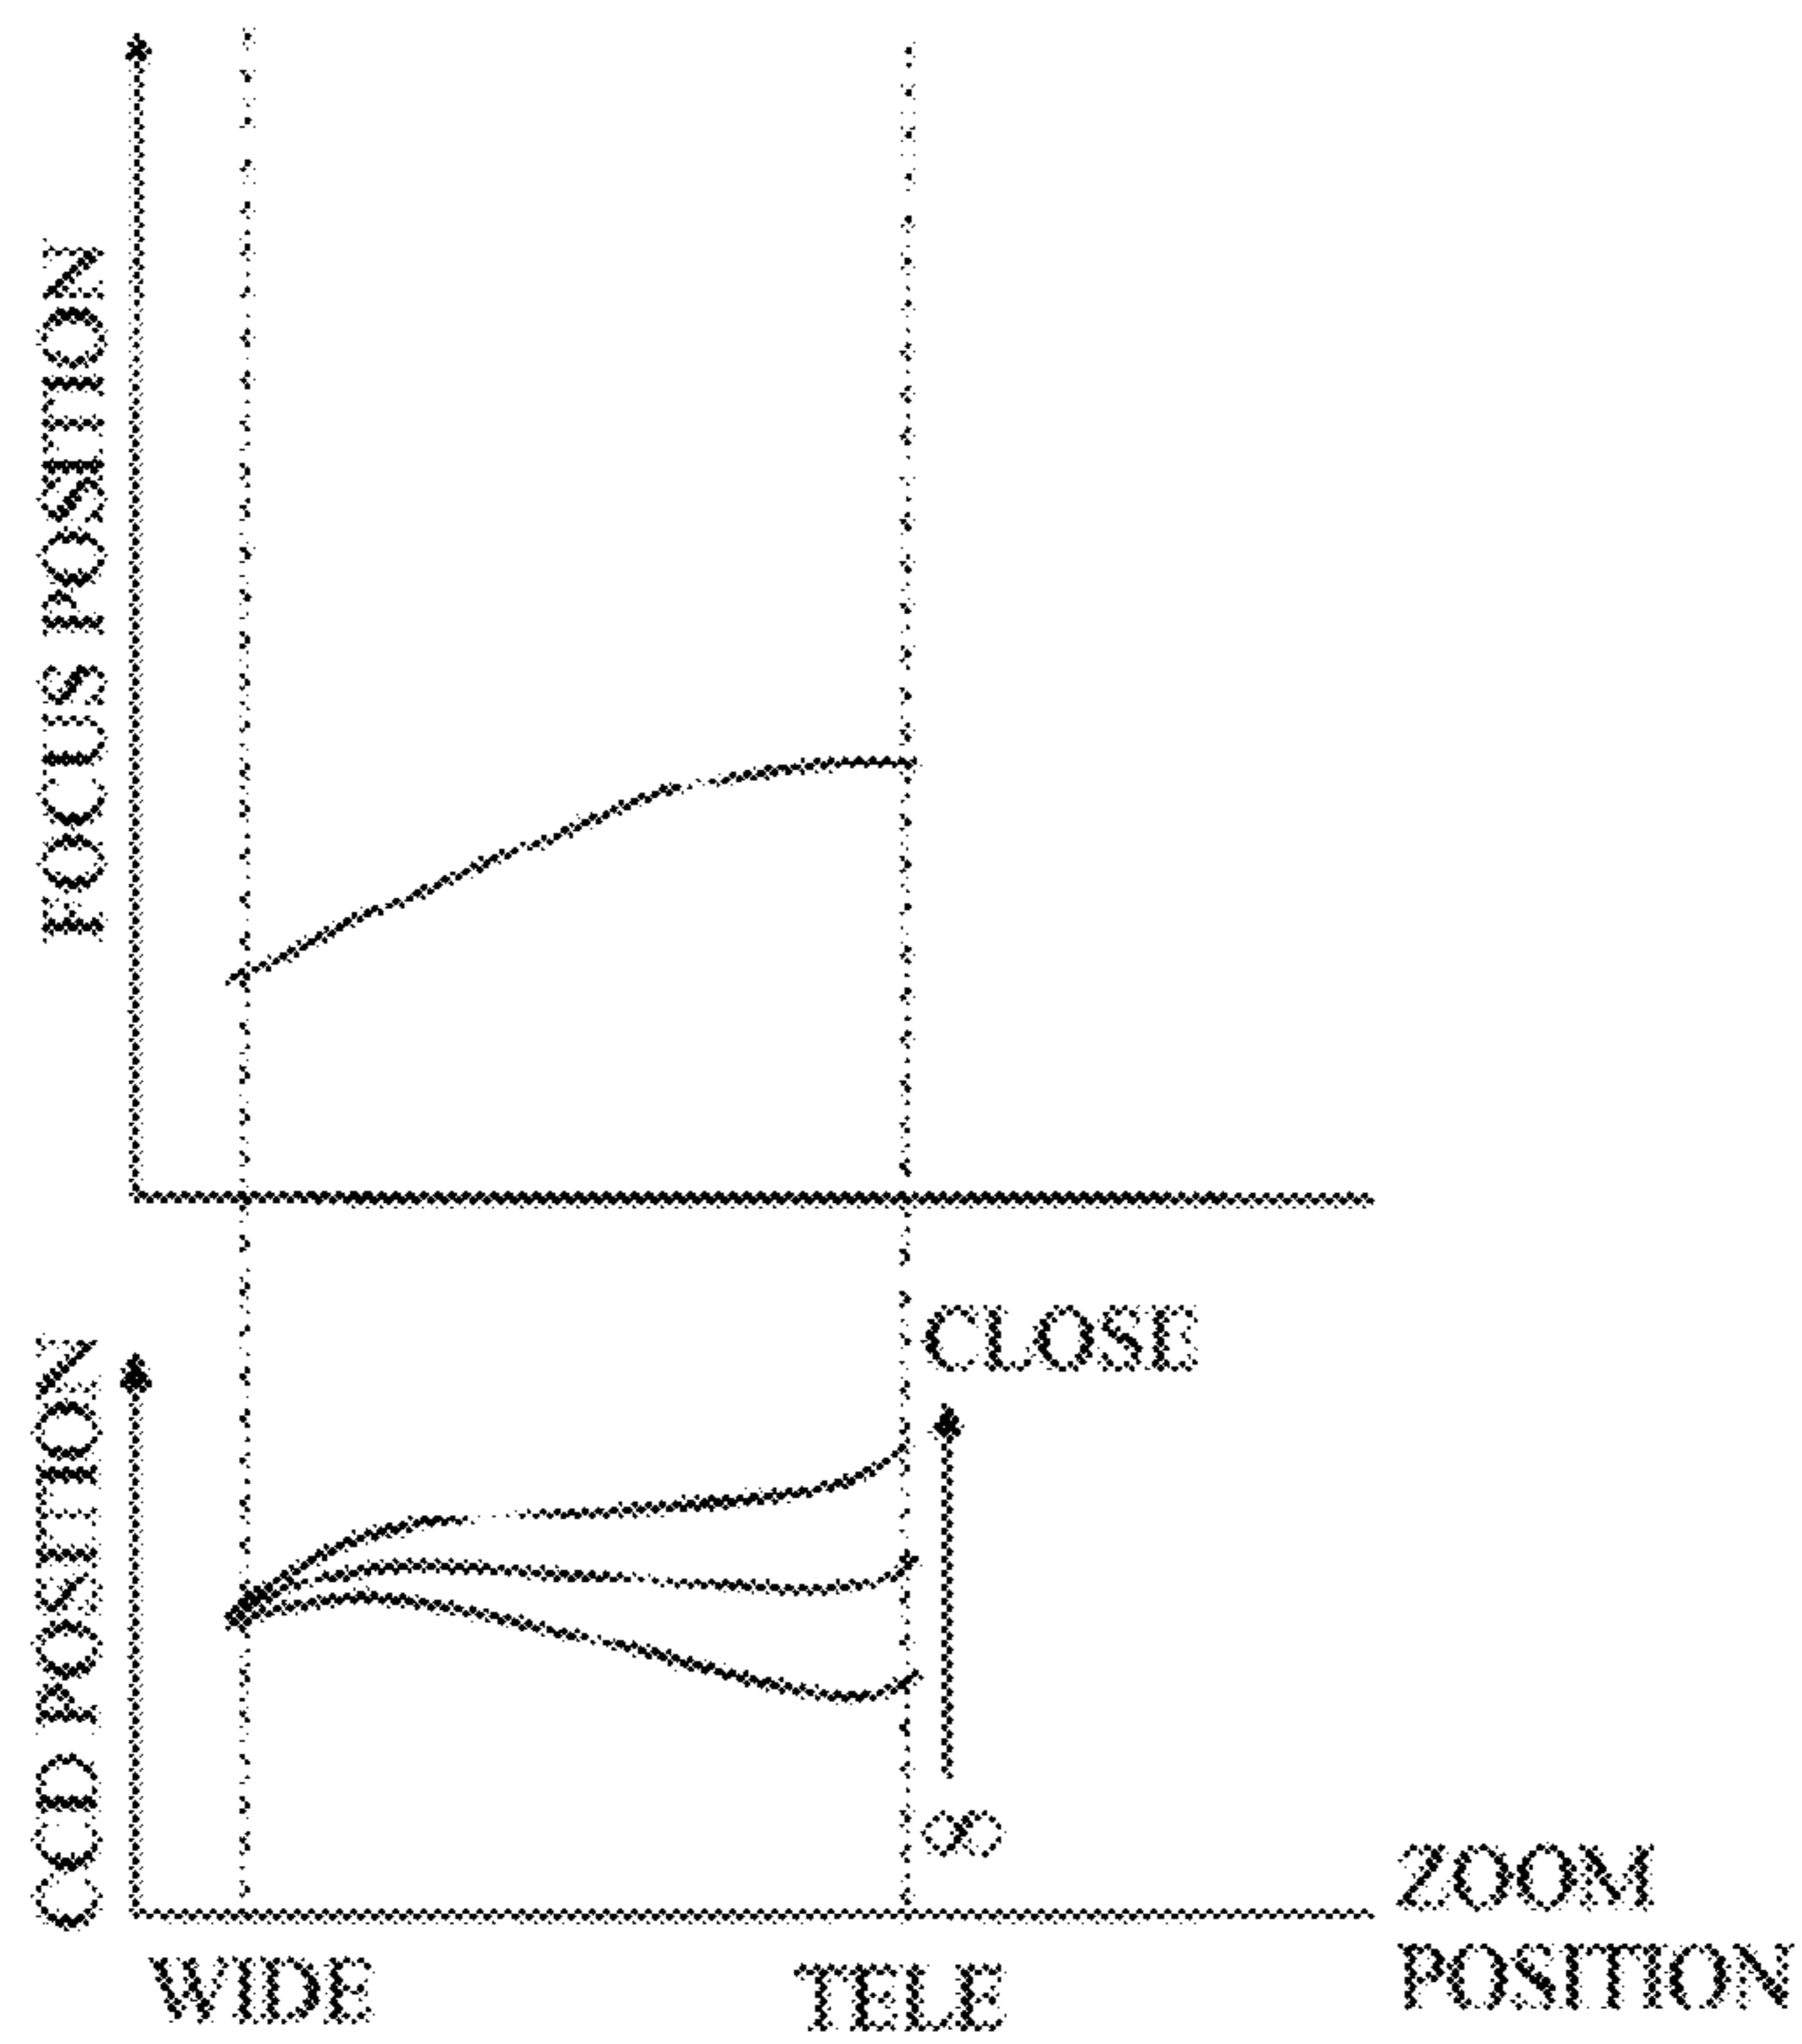 FOCUS POSITION
CLOSE
CCD POSITION
∞
ZOOM
POSITION
WIDE
TELE